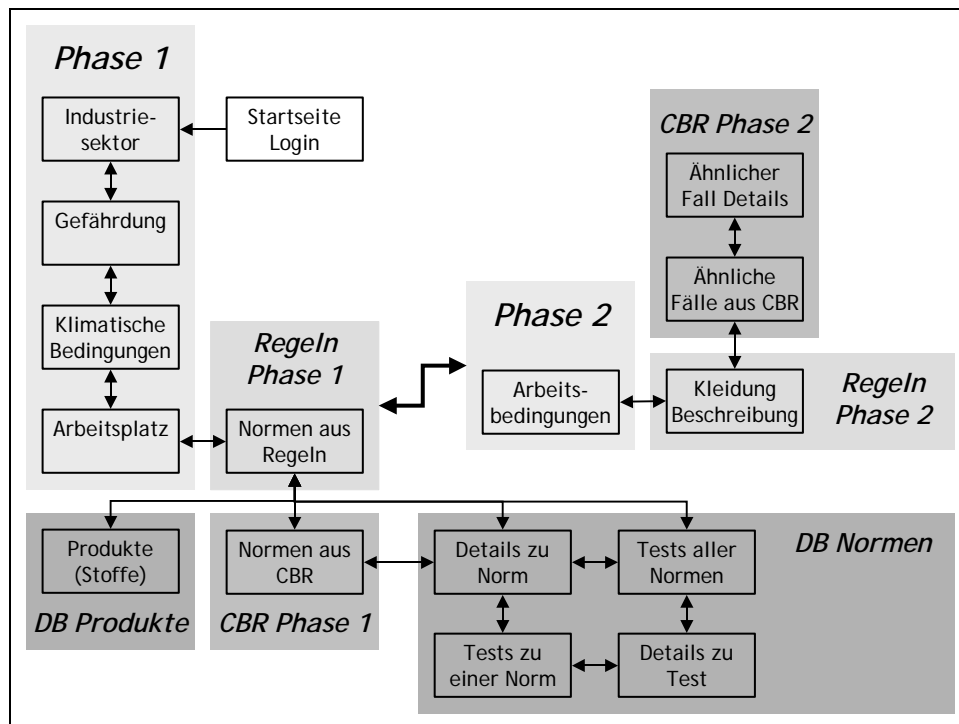 Phase 1
Industrie-
sektor
Startseite
Login
Gefährdung
Klimatische
Bedingungen
Arbeitsplatz
Regeln
Phase 1
Normen aus
Regeln
Phase 2
Arbeits-
bedingungen
CBR Phase 2
Ähnlicher
Fall Details
Ähnliche
Fälle aus CBR
Kleidung
Beschreibung
Regeln
Phase 2
Produkte
(Stoffe)
DB Produkte
Normen aus
CBR
CBR Phase 1
Details zu
Norm
Tests aller
Normen
DB Normen
Tests zu
einer Norm
Details zu
Test